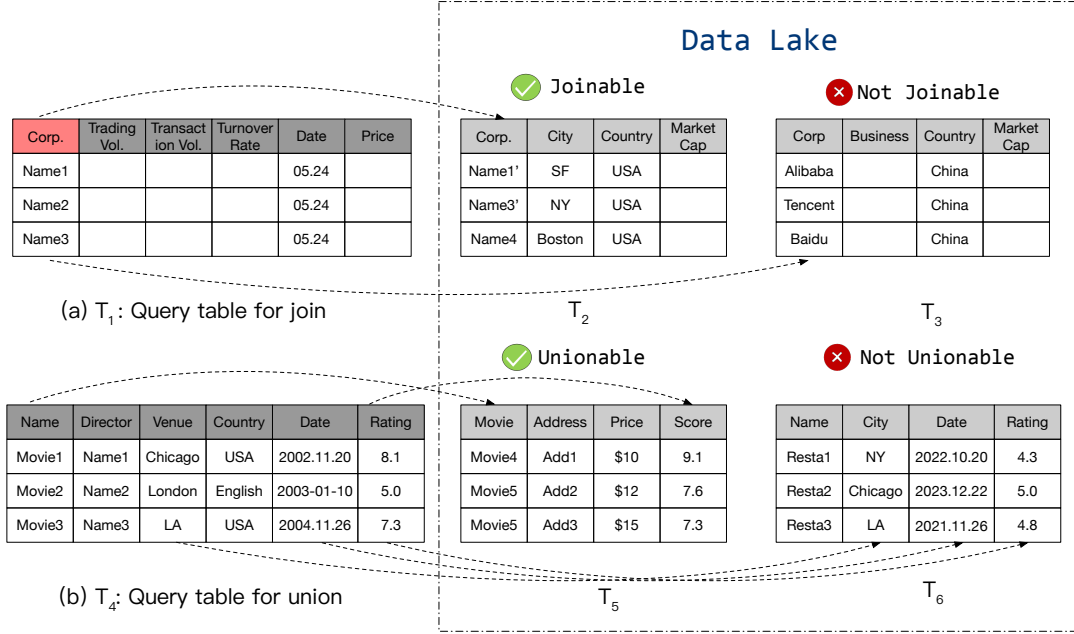 Data Lake
Joinable
Not Joinable
Corp. Trading Vol. Transact ion Vol. Turnover Rate Date Price
Name1 05.24
Name2 05.24
Name3 05.24
Corp. City Country Market Cap
Name1' SF USA
Name3' NY USA
Name4 Boston USA
Corp Business Country Market Cap
Alibaba China
Tencent China
Baidu China
(a) T1: Query table for join
T2
T3
Unionable
Not Unionable
Name Director Venue Country Date Rating
Movie1 Name1 Chicago USA 2002.11.20 8.1
Movie2 Name2 London English 2003-01-10 5.0
Movie3 Name3 LA USA 2004.11.26 7.3
Movie Address Price Score
Movie4 Add1 $10 9.1
Movie5 Add2 $12 7.6
Movie5 Add3 $15 7.3
Name City Date Rating
Resta1 NY 2022.10.20 4.3
Resta2 Chicago 2023.12.22 5.0
Resta3 LA 2021.11.26 4.8
(b) T4: Query table for union
T5
T6